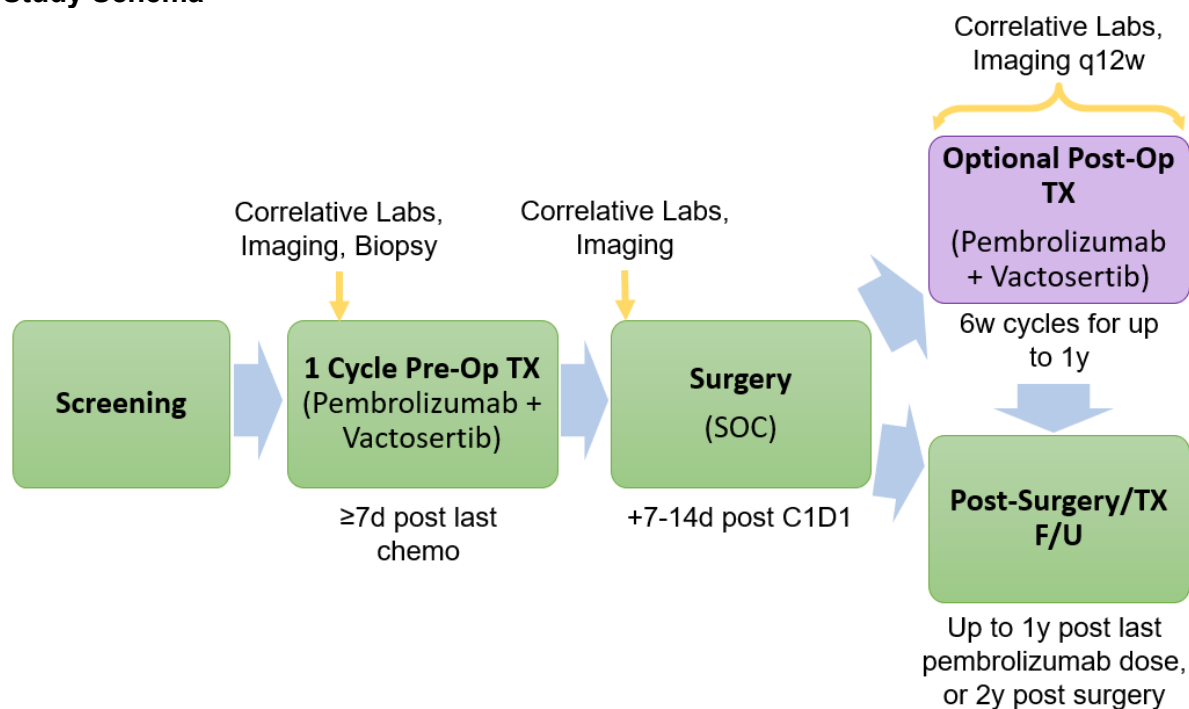 Study Schema
Correlative Labs,
Imaging q12w
Optional Post-Op
TX
(Pembrolizumab
+ Vactosertib)
6w cycles for up
to 1y
Correlative Labs,
Imaging, Biopsy
Correlative Labs,
Imaging
Screening
1 Cycle Pre-Op TX
(Pembrolizumab +
Vactosertib)
≥7d post last
chemo
Surgery
(SOC)
+7-14d post C1D1
Post-Surgery/TX
F/U
Up to 1y post last
pembrolizumab dose,
or 2y post surgery